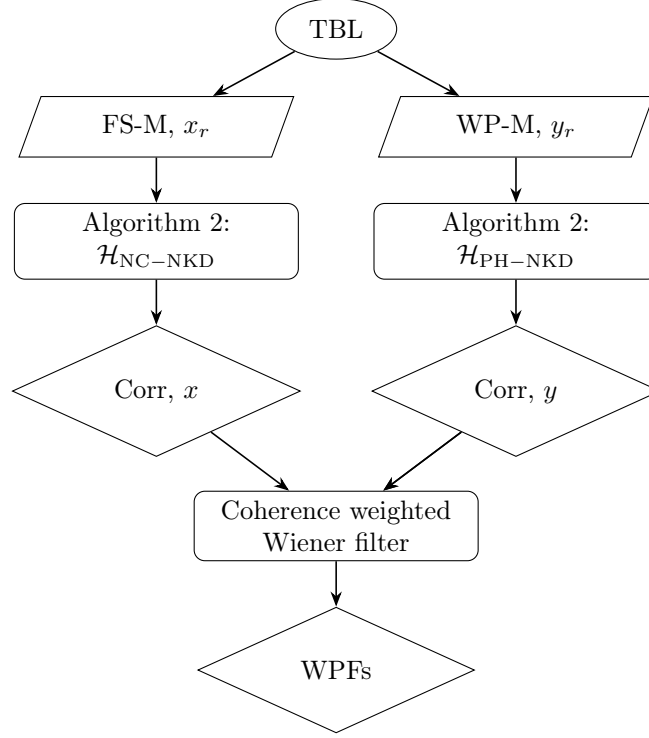 TBL
FS-M, x_r
WP-M, y_r
Algorithm 2:
ℋ_NC−NKD
Algorithm 2:
ℋ_PH−NKD
Corr, x
Corr, y
Coherence weighted
Wiener filter
WPFs